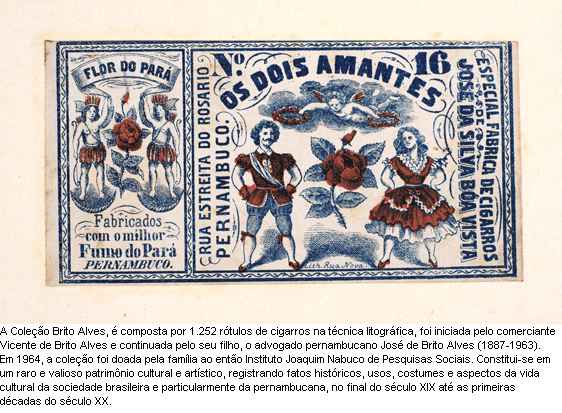 FLOR DO PARÁ
Fabricados
com o milhor
Fumo do Pará
PERNAMBUCO.
RUA ESTREITA DO ROSARIO
PERNAMBUCO
Nº 16
OS DOIS AMANTES
Lith. Rua Nova
ESPECIAL FABRICA DE CIGARROS
DE
JOSÉ DA SILVA BOA VISTA
A Coleção Brito Alves, é composta por 1.252 rótulos de cigarros na técnica litográfica, foi iniciada pelo comerciante
Vicente de Brito Alves e continuada pelo seu filho, o advogado pernambucano José de Brito Alves (1887-1963).
Em 1964, a coleção foi doada pela família ao então Instituto Joaquim Nabuco de Pesquisas Sociais. Constitui-se em
um raro e valioso patrimônio cultural e artístico, registrando fatos históricos, usos, costumes e aspectos da vida
cultural da sociedade brasileira e particularmente da pernambucana, no final do século XIX até as primeiras
décadas do século XX.